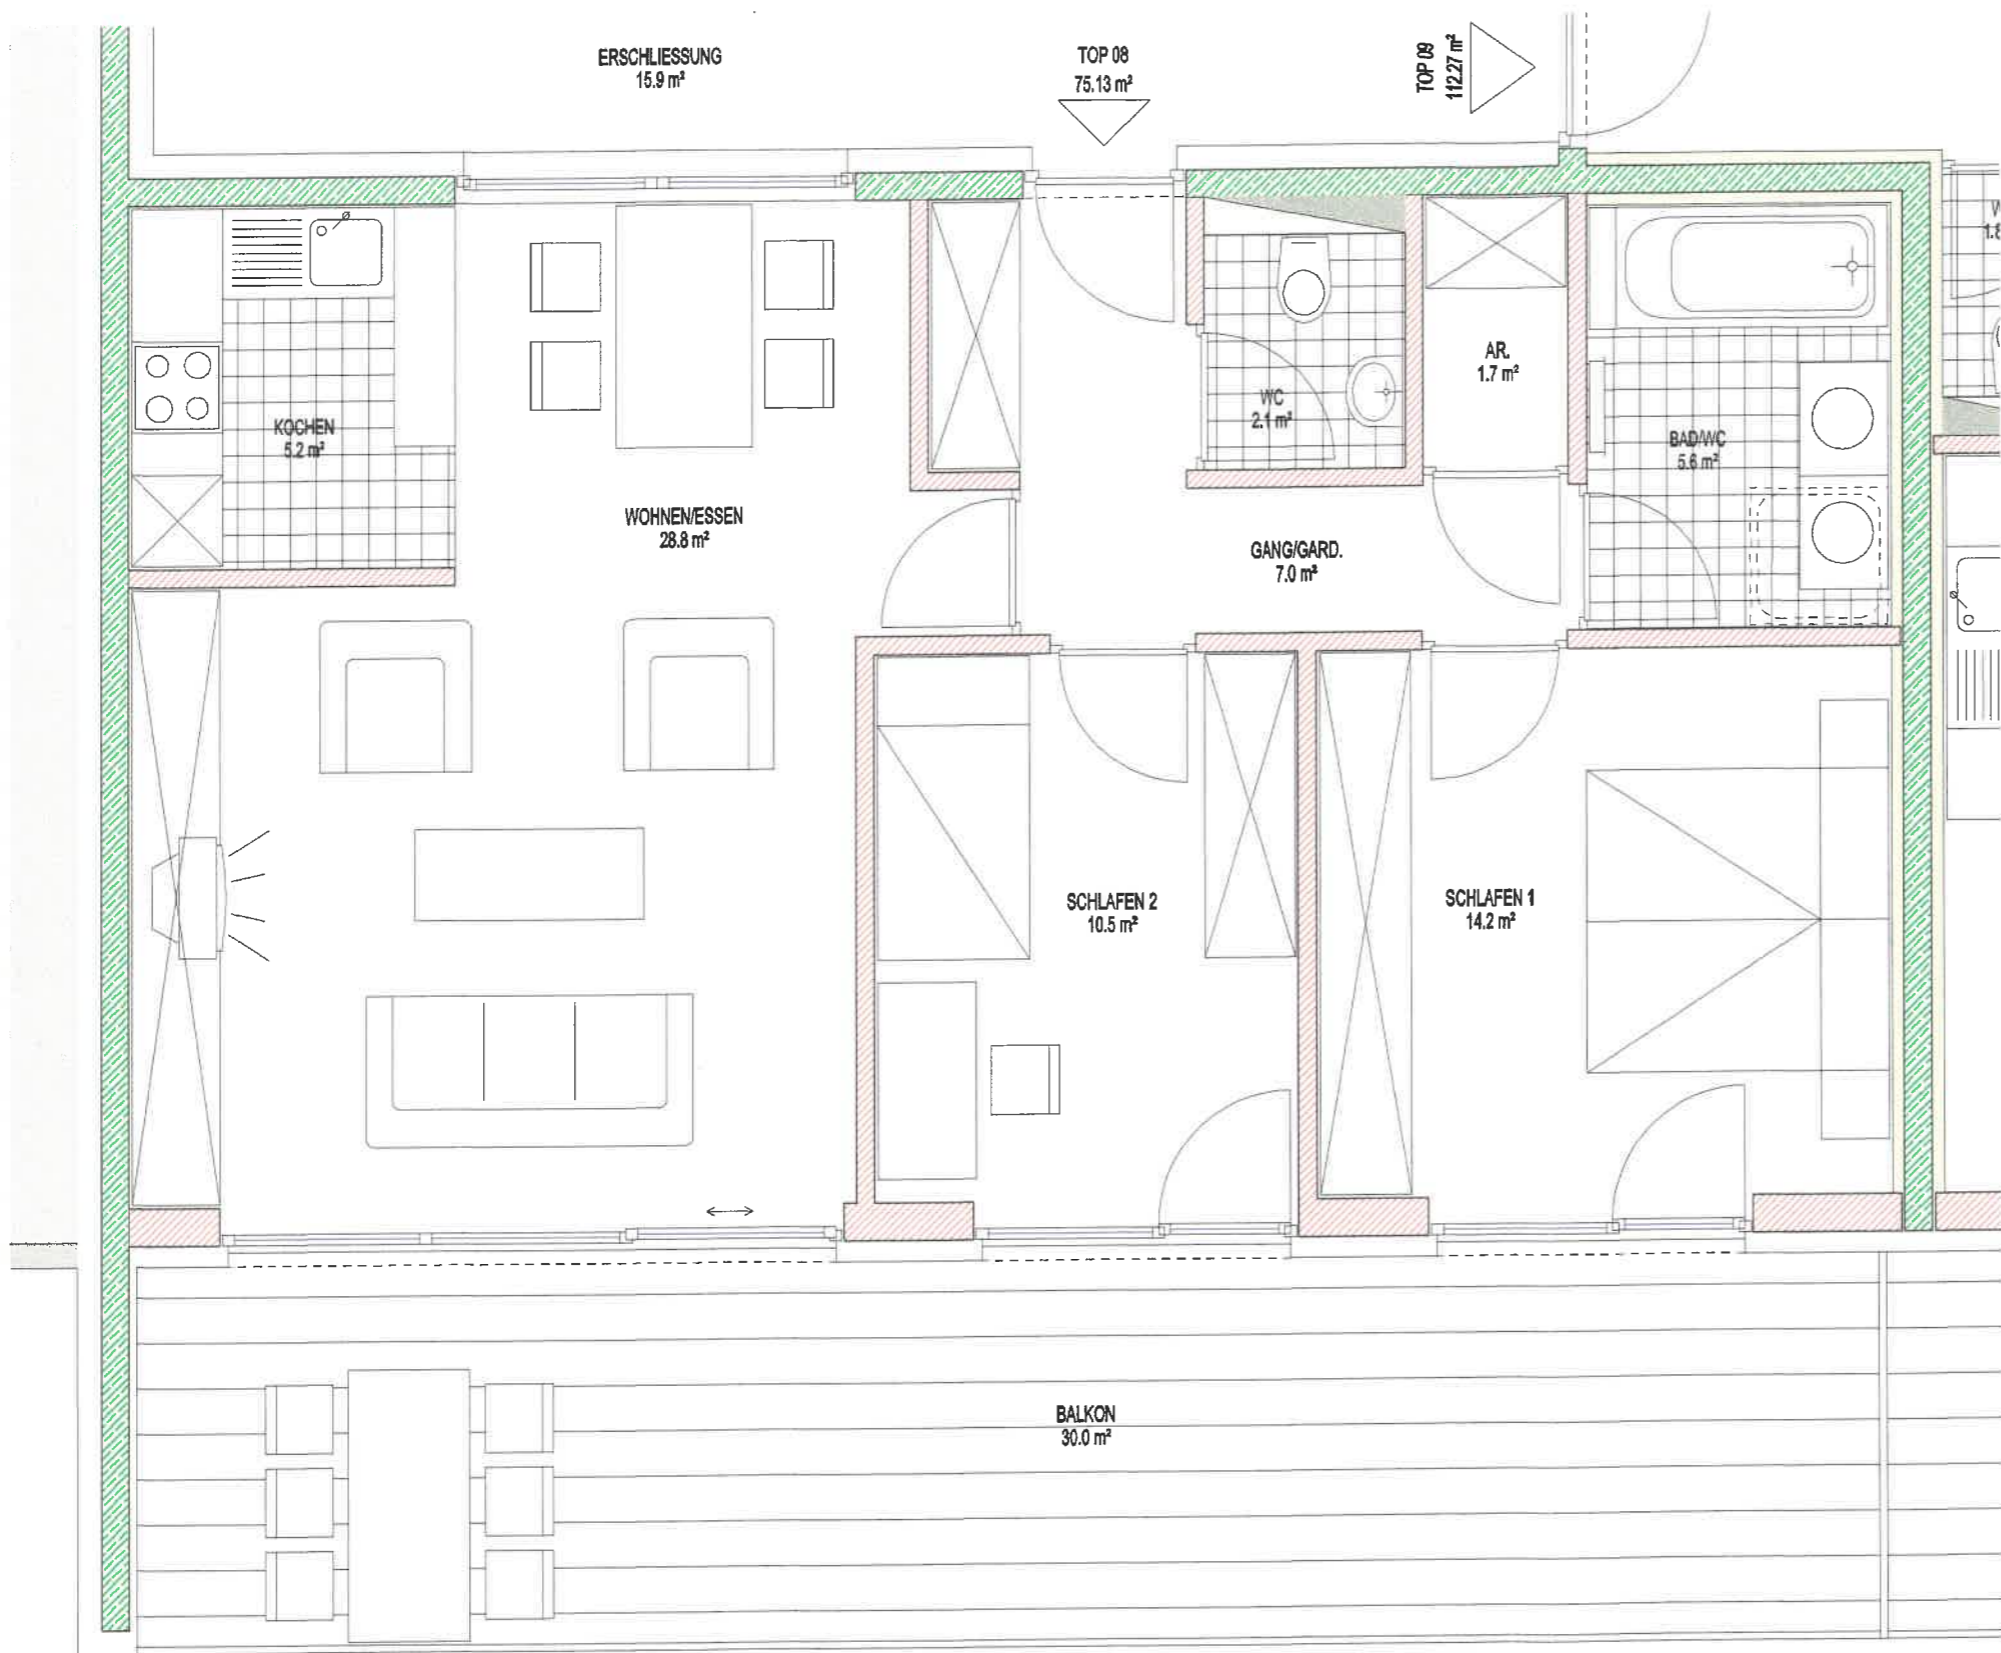 ERSCHLIESSUNG
15.9 m²
TOP 08
75.13 m²
TOP 09
112.27 m²
KOCHEN
5.2 m²
WOHNEN/ESSEN
28.8 m²
WC
2.1 m²
AR.
1.7 m²
BAD/WC
5.6 m²
GANG/GARD.
7.0 m²
SCHLAFEN 2
10.5 m²
SCHLAFEN 1
14.2 m²
BALKON
30.0 m²